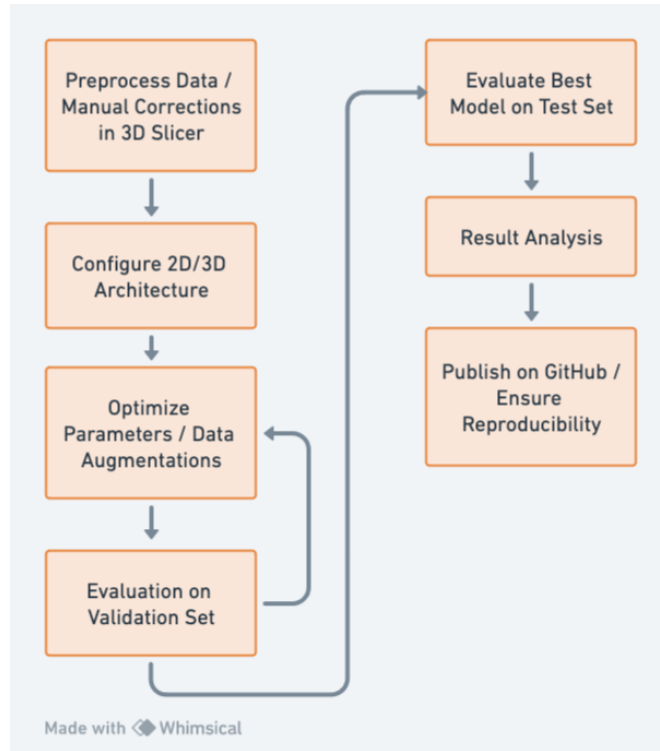 Preprocess Data /
Manual Corrections
in 3D Slicer
Configure 2D/3D
Architecture
Optimize
Parameters / Data
Augmentations
Evaluation on
Validation Set
Evaluate Best
Model on Test Set
Result Analysis
Publish on GitHub /
Ensure
Reproducibility
Made with Whimsical